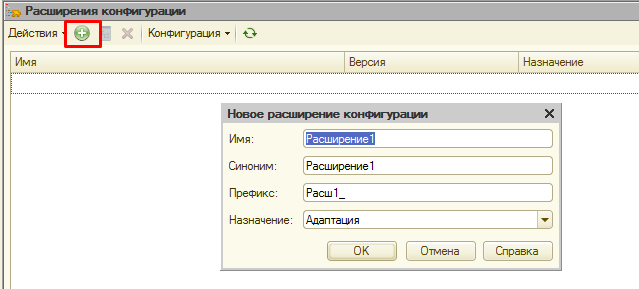 Расширения конфигурации
Действия Конфигурация
Имя Версия Назначение
Новое расширение конфигурации
Имя: Расширение1
Синоним: Расширение1
Префикс: Расш1_
Назначение: Адаптация
OK Отмена Справка